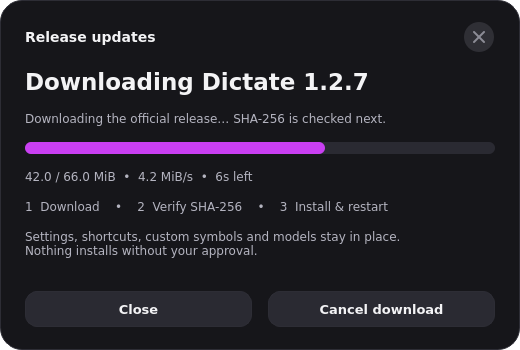 Release updates
Downloading Dictate 1.2.7
Downloading the official release... SHA-256 is checked next.
42.0 / 66.0 MiB • 4.2 MiB/s • 6s left
1 Download • 2 Verify SHA-256 • 3 Install & restart
Settings, shortcuts, custom symbols and models stay in place.
Nothing installs without your approval.
Close Cancel download